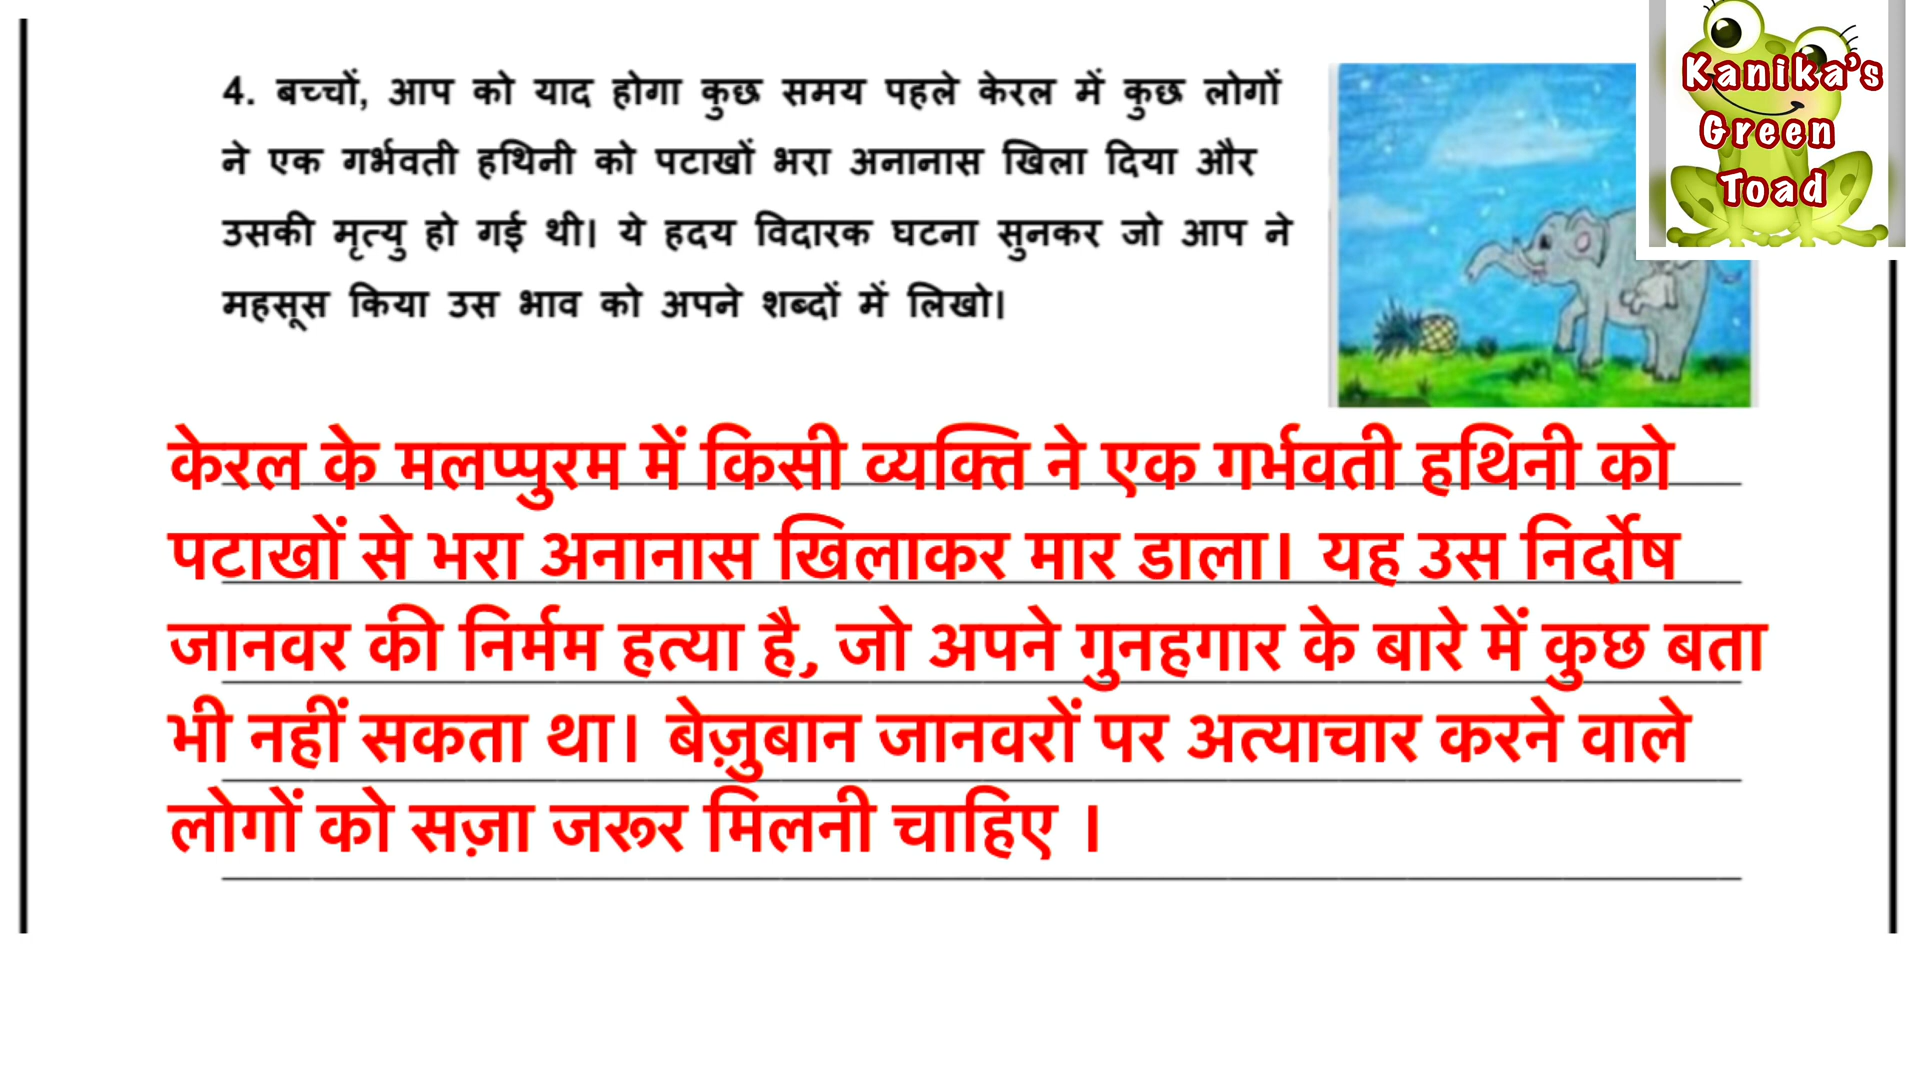 4. बच्चों, आप को याद होगा कुछ समय पहले केरल में कुछ लोगों
ने एक गर्भवती हथिनी को पटाखों भरा अनानास खिला दिया और
उसकी मृत्यु हो गई थी। ये हदय विदारक घटना सुनकर जो आप ने
महसूस किया उस भाव को अपने शब्दों में लिखो।
Kanika's
Green
Toad
केरल के मलप्पुरम में किसी व्यक्ति ने एक गर्भवती हथिनी को
पटाखों से भरा अनानास खिलाकर मार डाला। यह उस निर्दोष
जानवर की निर्मम हत्या है, जो अपने गुनहगार के बारे में कुछ बता
भी नहीं सकता था। बेज़ुबान जानवरों पर अत्याचार करने वाले
लोगों को सज़ा जरूर मिलनी चाहिए ।